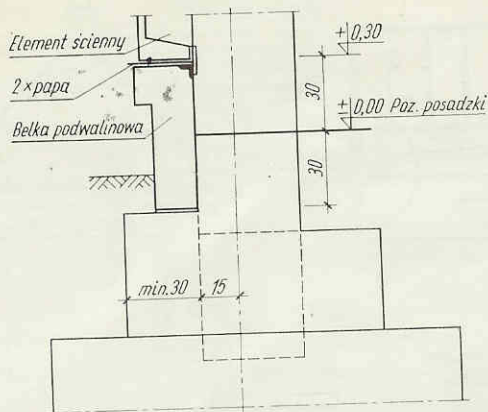 Element ścienny
2 × papa
Belka podwalinowa
+ 0,30
30
± 0,00 Poz. posadzki
30
min. 30
15